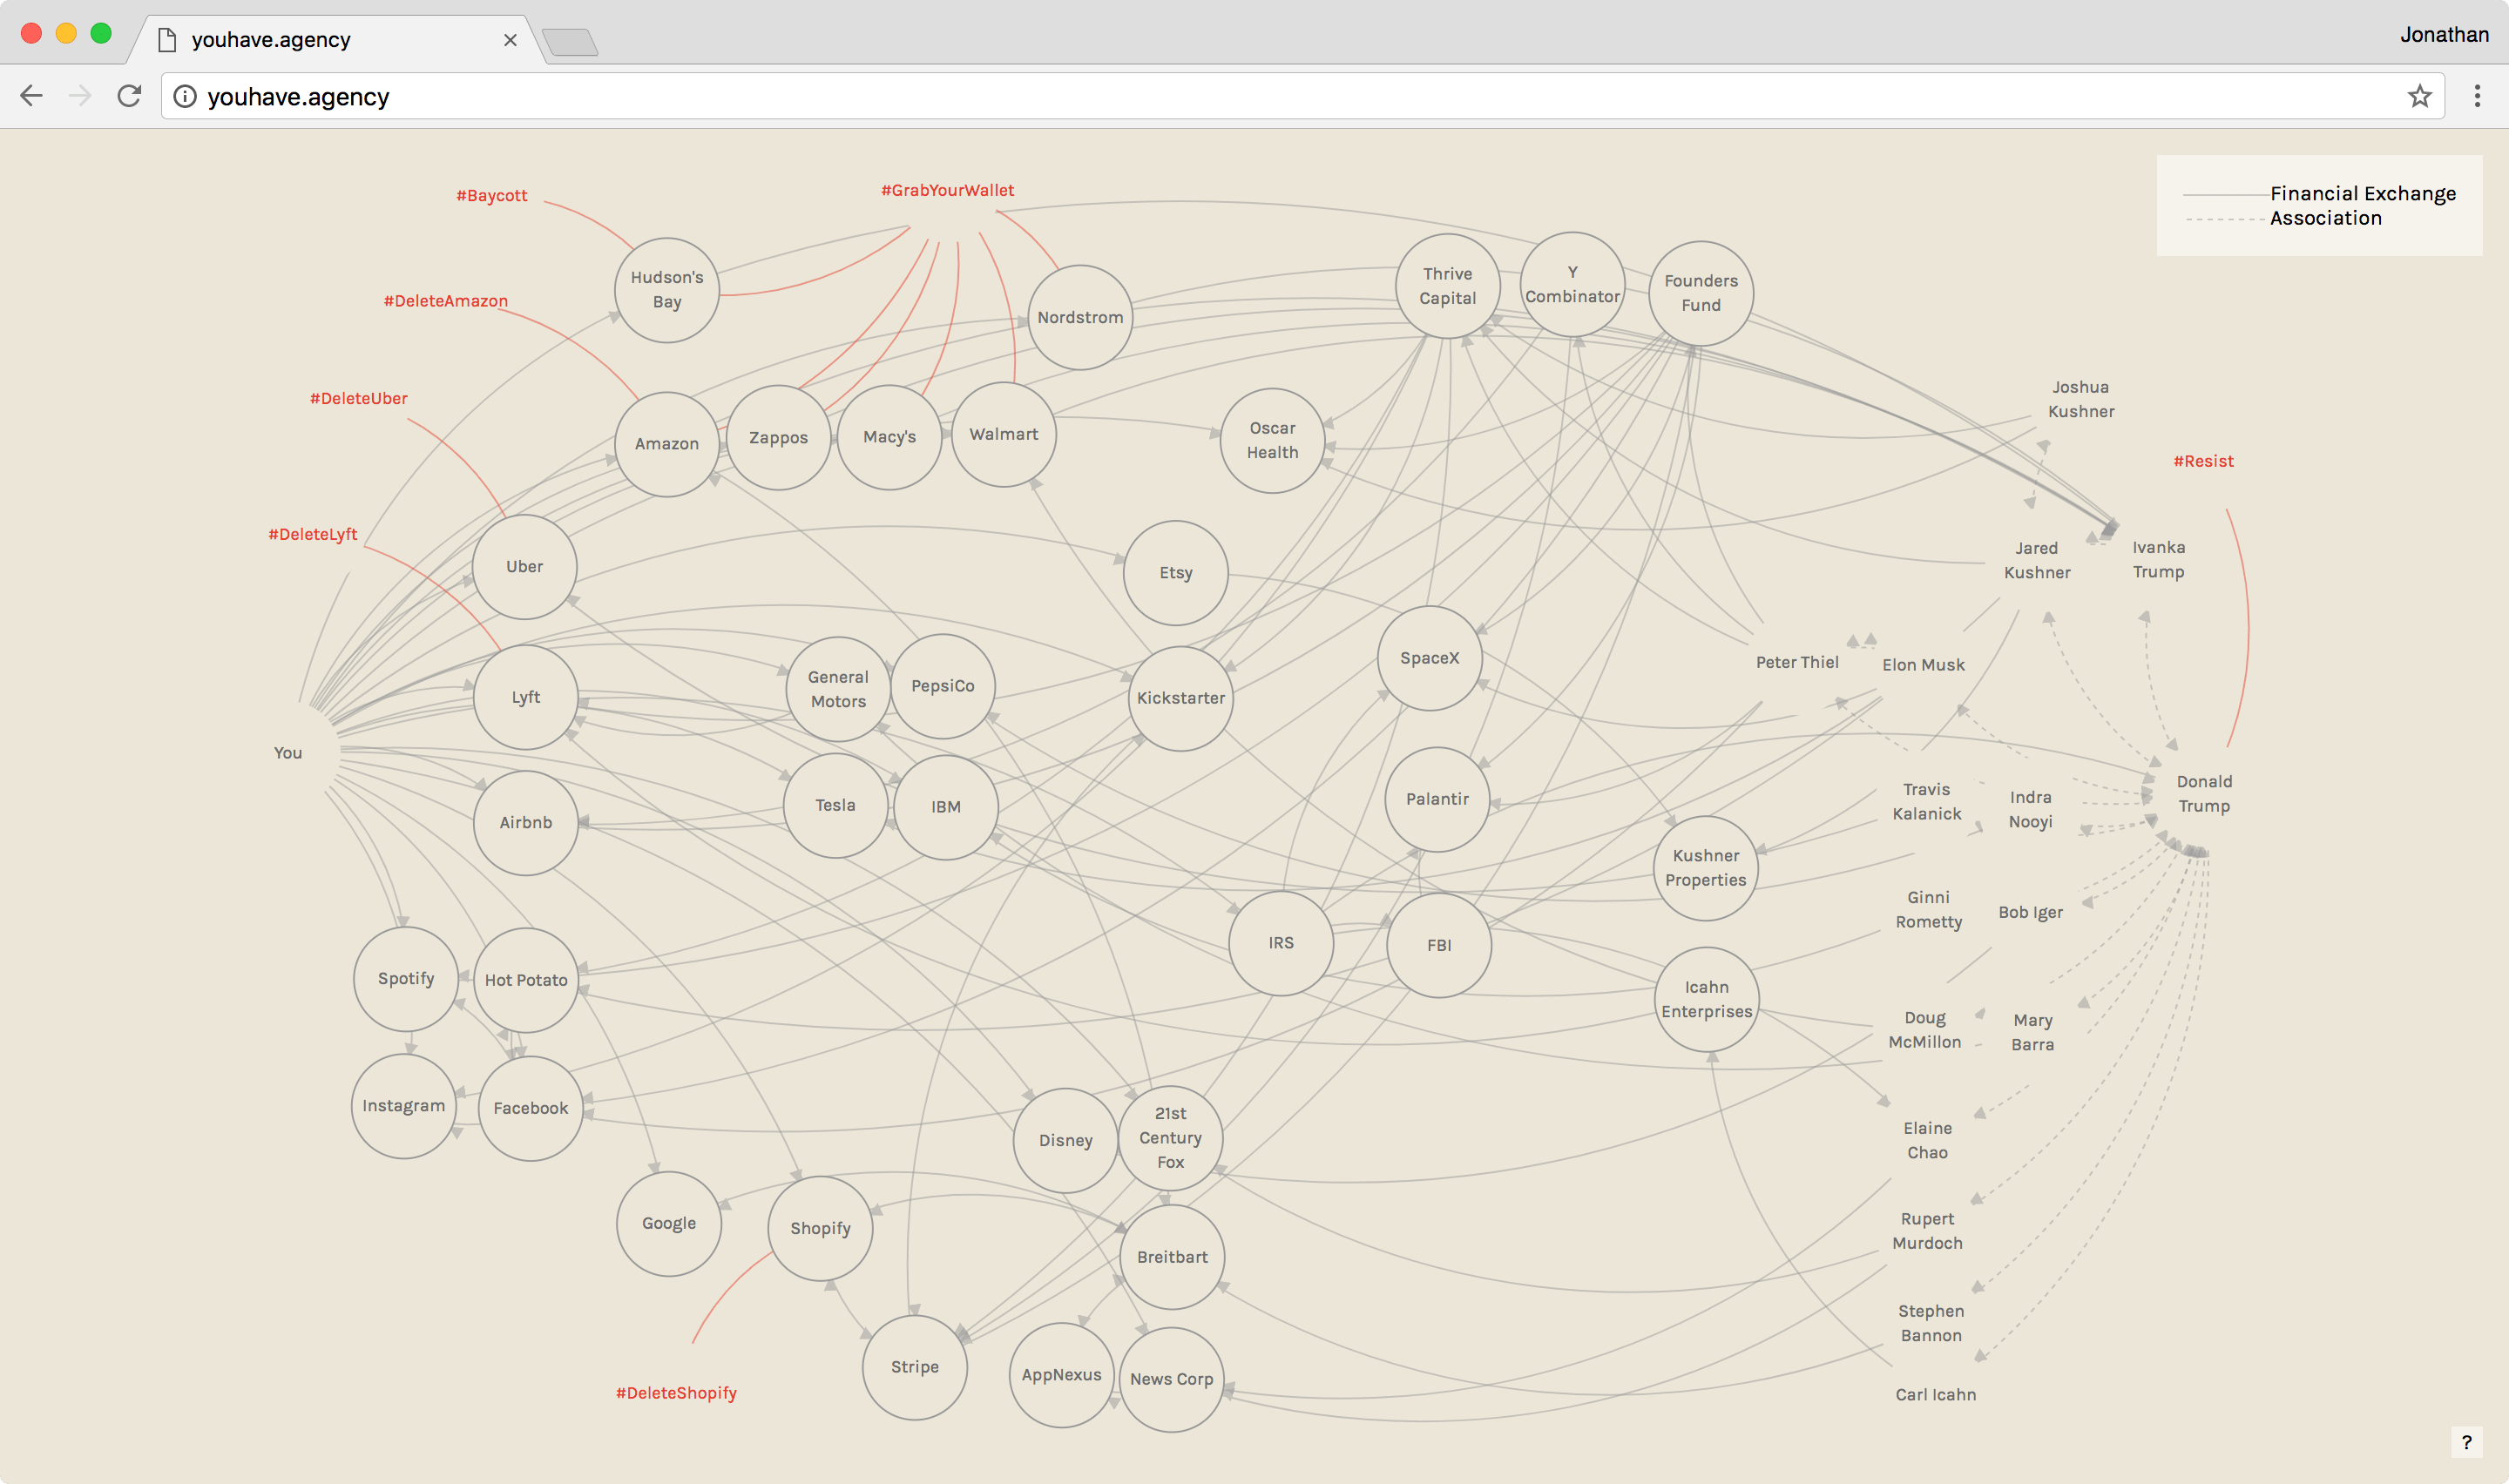 youhave.agency
Jonathan
youhave.agency
Financial Exchange
Association
#Baycott
#GrabYourWallet
#DeleteAmazon
#DeleteUber
#DeleteLyft
#Resist
#DeleteShopify
Hudson's
Bay
Nordstrom
Thrive
Capital
Y
Combinator
Founders
Fund
Amazon
Zappos
Macy's
Walmart
Oscar
Health
Joshua
Kushner
Uber
Etsy
Jared
Kushner
Ivanka
Trump
Lyft
General
Motors
PepsiCo
Kickstarter
SpaceX
Peter Thiel
Elon Musk
You
Airbnb
Tesla
IBM
Palantir
Travis
Kalanick
Indra
Nooyi
Donald
Trump
Kushner
Properties
Ginni
Rometty
Bob Iger
Spotify
Hot Potato
IRS
FBI
Icahn
Enterprises
Doug
McMillon
Mary
Barra
Instagram
Facebook
Disney
21st
Century
Fox
Elaine
Chao
Google
Shopify
Breitbart
Rupert
Murdoch
Stephen
Bannon
Stripe
AppNexus
News Corp
Carl Icahn
?